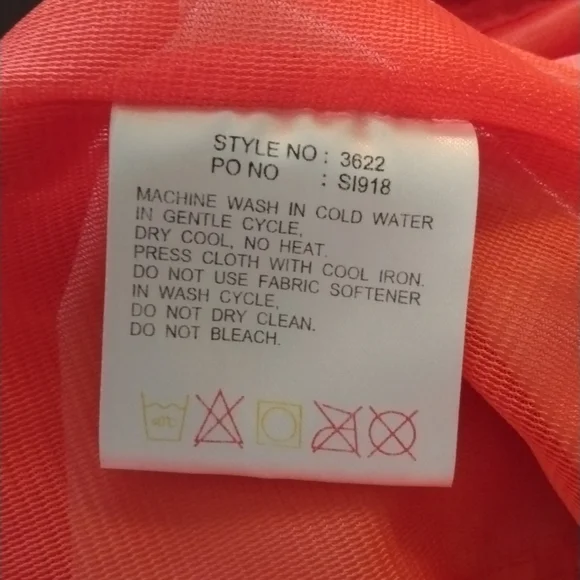 STYLE NO : 3622
PO NO : SI918
MACHINE WASH IN COLD WATER
IN GENTLE CYCLE,
DRY COOL, NO HEAT.
PRESS CLOTH WITH COOL IRON.
DO NOT USE FABRIC SOFTENER
IN WASH CYCLE,
DO NOT DRY CLEAN.
DO NOT BLEACH.